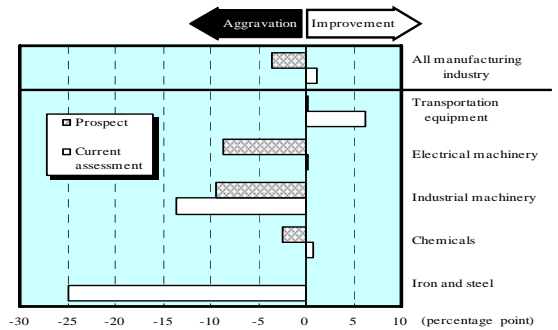 Aggravation Improvement
All manufacturing
industry
Transportation
equipment
Prospect
Current
assessment
Electrical machinery
Industrial machinery
Chemicals
Iron and steel
-30 -25 -20 -15 -10 -5 0 5 10 (percentage point)